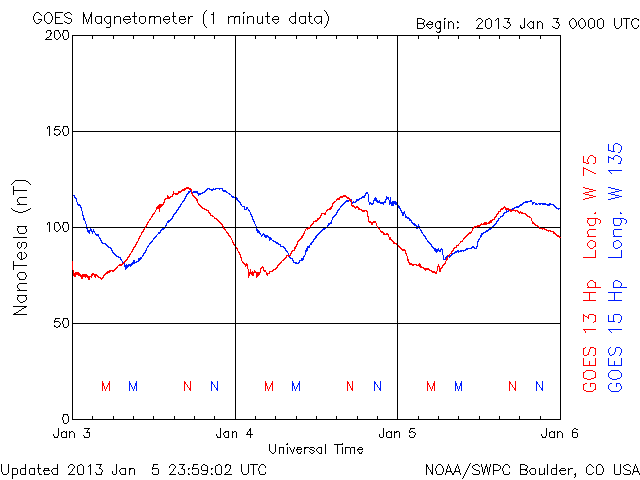 GOES Magnetometer (1 minute data)
Begin: 2013 Jan 3 0000 UTC
200
150
100
50
0
NanoTesla (nT)
M M N N M M N N M M N N
Jan 3 Jan 4 Jan 5 Jan 6
Universal Time
GOES 13 Hp Long. W 75
GOES 15 Hp Long. W 135
Updated 2013 Jan 5 23:59:02 UTC
NOAA/SWPC Boulder, CO USA